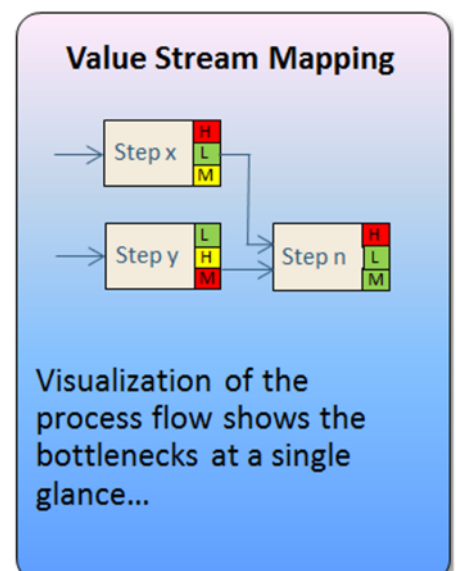 Value Stream Mapping
Step x
H
L
M
Step y
L
H
M
Step n
H
L
M
Visualization of the
process flow shows the
bottlenecks at a single
glance...